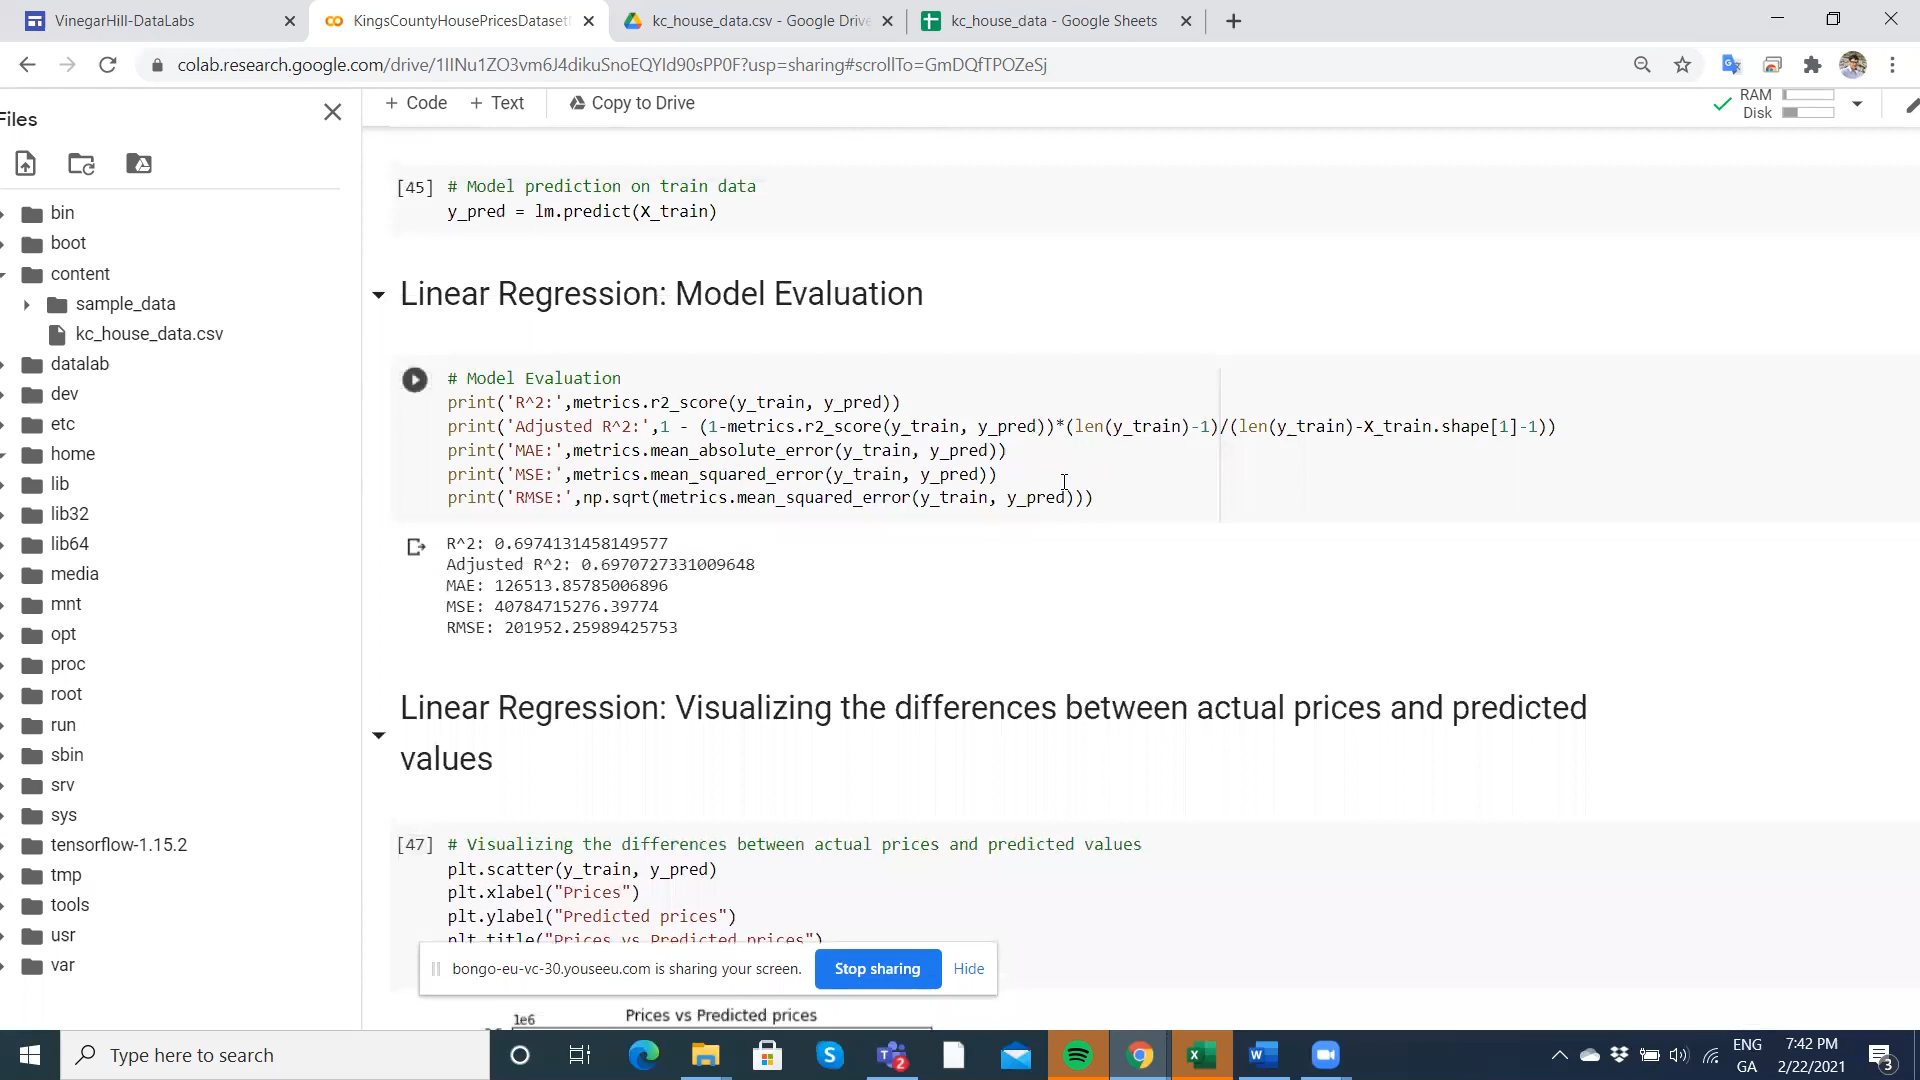 VinegarHill-DataLabs
KingsCountyHousePricesDataset
kc_house_data.csv - Google Drive
kc_house_data - Google Sheets
colab.research.google.com/drive/1IINu1ZO3vm6J4dikuSnoEQYId90sPP0F?usp=sharing#scrollTo=GmDQfTPOZeSj
+ Code + Text Copy to Drive
RAM
Disk
Files
bin
boot
content
sample_data
kc_house_data.csv
datalab
dev
etc
home
lib
lib32
lib64
media
mnt
opt
proc
root
run
sbin
srv
sys
tensorflow-1.15.2
tmp
tools
usr
var
[45] # Model prediction on train data
y_pred = lm.predict(X_train)
Linear Regression: Model Evaluation
# Model Evaluation
print('R^2:',metrics.r2_score(y_train, y_pred))
print('Adjusted R^2:',1 - (1-metrics.r2_score(y_train, y_pred))*(len(y_train)-1)/(len(y_train)-X_train.shape[1]-1))
print('MAE:',metrics.mean_absolute_error(y_train, y_pred))
print('MSE:',metrics.mean_squared_error(y_train, y_pred))
print('RMSE:',np.sqrt(metrics.mean_squared_error(y_train, y_pred)))
R^2: 0.6974131458149577
Adjusted R^2: 0.6970727331009648
MAE: 126513.85785006896
MSE: 40784715276.39774
RMSE: 201952.25989425753
Linear Regression: Visualizing the differences between actual prices and predicted
values
[47] # Visualizing the differences between actual prices and predicted values
plt.scatter(y_train, y_pred)
plt.xlabel("Prices")
plt.ylabel("Predicted prices")
plt.title("Prices vs Predicted prices")
bongo-eu-vc-30.youseeu.com is sharing your screen. Stop sharing Hide
1e6 Prices vs Predicted prices
Type here to search
2
ENG
GA
7:42 PM
2/22/2021
3